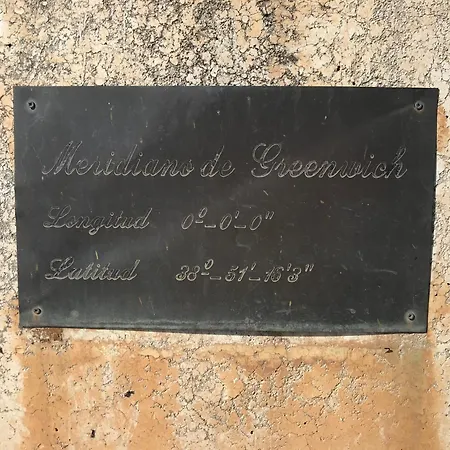 Meridiano de Greenwich
Longitud 0º-0'-0"
Latitud 38º-51'-16'3"